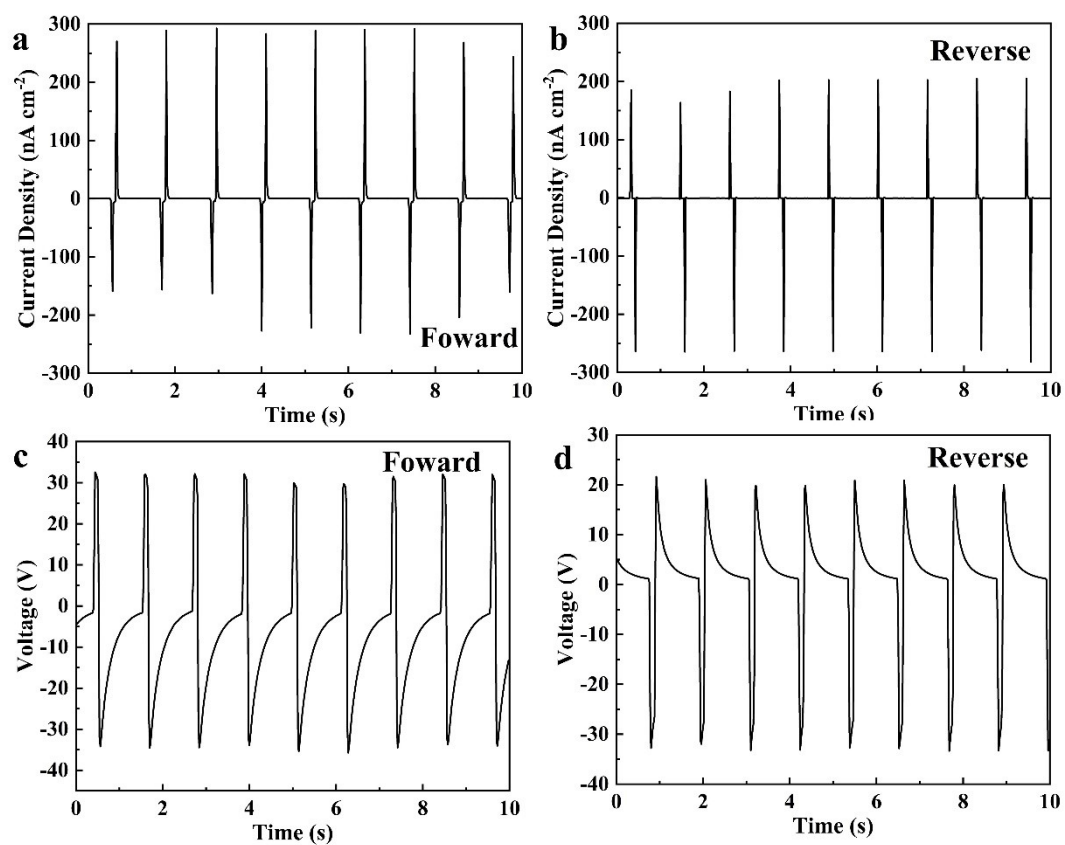 a
300
200
100
0
-100
-200
-300
Current Density (nA cm-2)
Foward
0 2 4 6 8 10
Time (s)
b
Reverse
300
200
100
0
-100
-200
-300
Current Density (nA cm-2)
0 2 4 6 8 10
Time (s)
c
Foward
40
30
20
10
0
-10
-20
-30
-40
Voltage (V)
0 2 4 6 8 10
Time (s)
d
Reverse
30
20
10
0
-10
-20
-30
-40
Voltage (V)
0 2 4 6 8 10
Time (s)